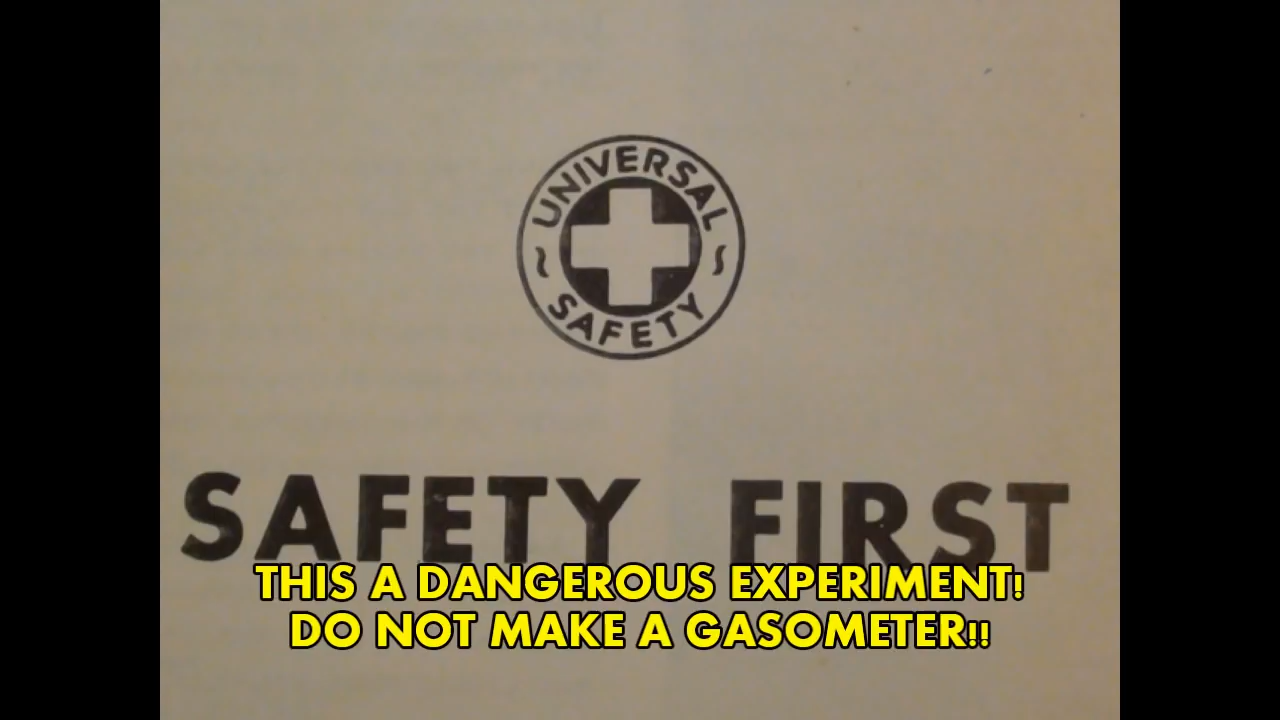 UNIVERSAL
~ ~
SAFETY
SAFETY FIRST
THIS A DANGEROUS EXPERIMENT!
DO NOT MAKE A GASOMETER!!